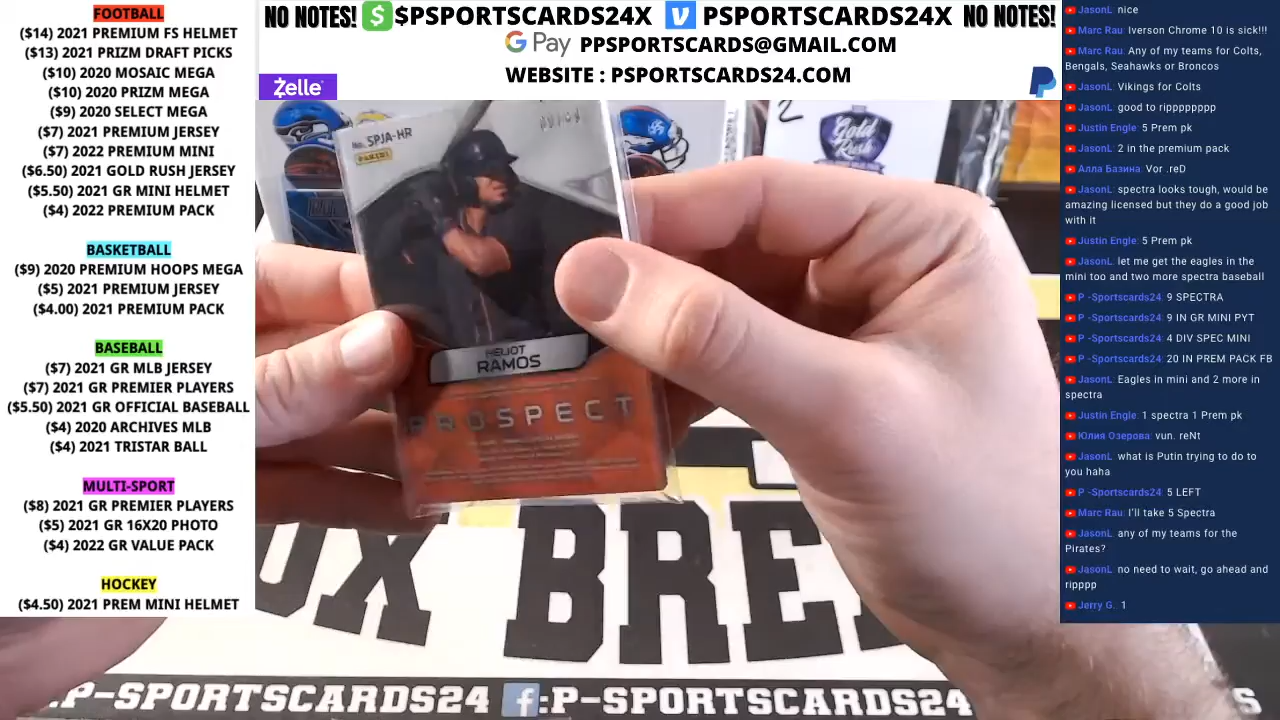 FOOTBALL
($14) 2021 PREMIUM FS HELMET
($13) 2021 PRIZM DRAFT PICKS
($10) 2020 MOSAIC MEGA
($10) 2020 PRIZM MEGA
($9) 2020 SELECT MEGA
($7) 2021 PREMIUM JERSEY
($7) 2022 PREMIUM MINI
($6.50) 2021 GOLD RUSH JERSEY
($5.50) 2021 GR MINI HELMET
($4) 2022 PREMIUM PACK
BASKETBALL
($9) 2020 PREMIUM HOOPS MEGA
($5) 2021 PREMIUM JERSEY
($4.00) 2021 PREMIUM PACK
BASEBALL
($7) 2021 GR MLB JERSEY
($7) 2021 GR PREMIER PLAYERS
($5.50) 2021 GR OFFICIAL BASEBALL
($4) 2020 ARCHIVES MLB
($4) 2021 TRISTAR BALL
MULTI-SPORT
($8) 2021 GR PREMIER PLAYERS
($5) 2021 GR 16X20 PHOTO
($4) 2022 GR VALUE PACK
HOCKEY
($4.50) 2021 PREM MINI HELMET
NO NOTES! $ $PSPORTSCARDS24X V PSPORTSCARDS24X NO NOTES!
G Pay PPSPORTSCARDS@GMAIL.COM
WEBSITE : PSPORTSCARDS24.COM
Zelle
2
Gold
Rush
No. SPJA-HR
PANINI
HELIOT
RAMOS
PROSPECT
OX BRE
:P-SPORTSCARDS24 f:P-SPORTSCARDS24
JasonL nice
Marc Rau: Iverson Chrome 10 is sick!!!
Marc Rau: Any of my teams for Colts,
Bengals, Seahawks or Broncos
JasonL: Vikings for Colts
JasonL: good to ripppppppp
Justin Engle: 5 Prem pk
JasonL: 2 in the premium pack
Алла Базина: Vor .reD
JasonL: spectra looks tough, would be
amazing licensed but they do a good job
with it
Justin Engle: 5 Prem pk
JasonL: let me get the eagles in the
mini too and two more spectra baseball
P -Sportscards24: 9 SPECTRA
P -Sportscards24: 9 IN GR MINI PYT
P -Sportscards24: 4 DIV SPEC MINI
P -Sportscards24: 20 IN PREM PACK FB
JasonL: Eagles in mini and 2 more in
spectra
Justin Engle: 1 spectra 1 Prem pk
Юлия Озерова: vun. reNt
JasonL: what is Putin trying to do to
you haha
P -Sportscards24: 5 LEFT
Marc Rau: I'll take 5 Spectra
JasonL: any of my teams for the
Pirates?
JasonL: no need to wait, go ahead and
ripppp
Jerry G.: 1